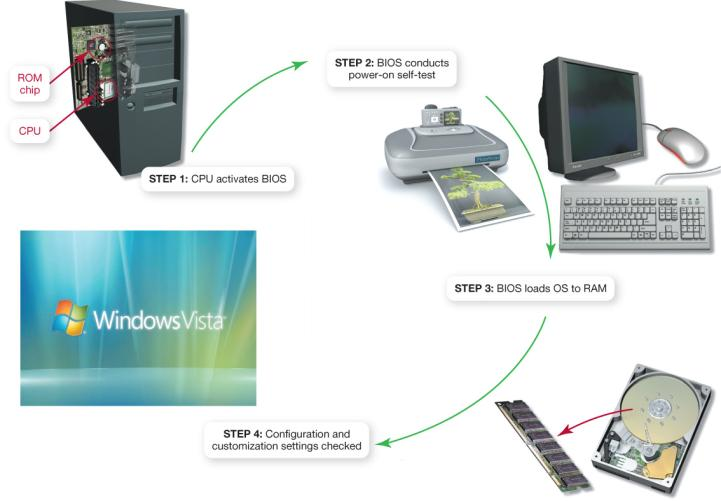 ROM
chip
CPU
STEP 1: CPU activates BIOS
STEP 2: BIOS conducts
power-on self-test
STEP 3: BIOS loads OS to RAM
Windows Vista
STEP 4: Configuration and
customization settings checked